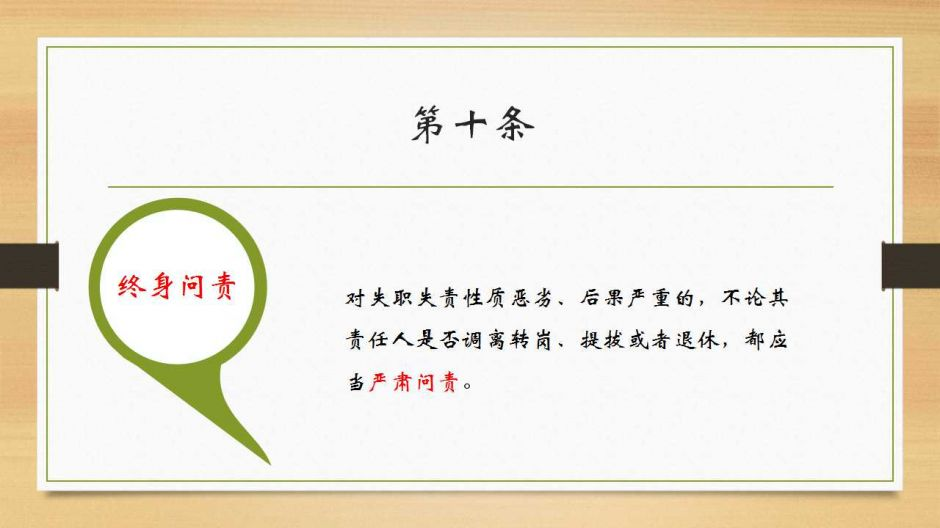 第十条
终身问责
对失职失责性质恶劣、后果严重的，不论其
责任人是否调离转岗、提拔或者退休，都应
当严肃问责。